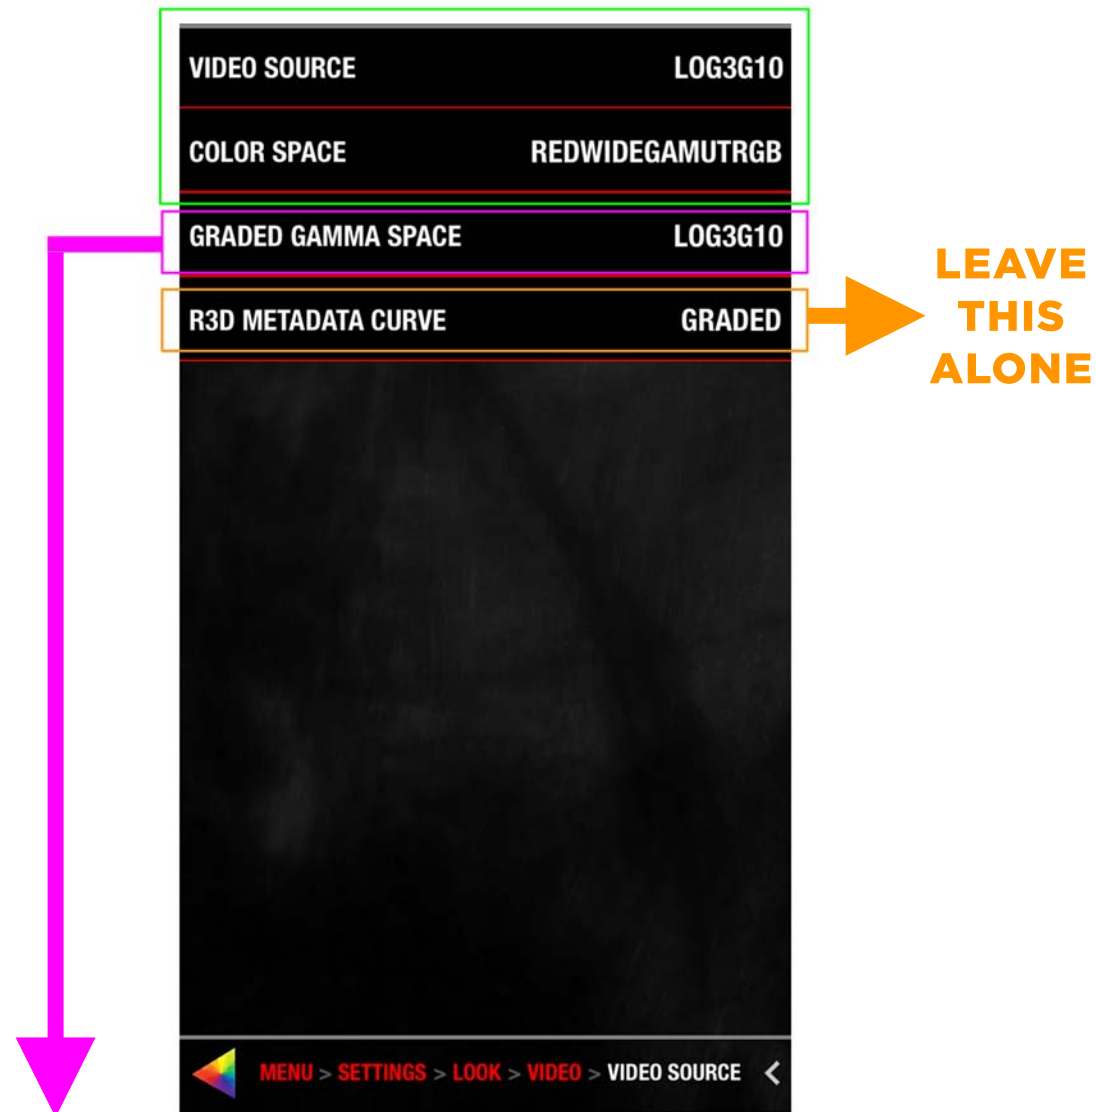 VIDEO SOURCE LOG3G10
COLOR SPACE REDWIDEGAMUTRGB
GRADED GAMMA SPACE LOG3G10
R3D METADATA CURVE GRADED
LEAVE
THIS
ALONE
MENU > SETTINGS > LOOK > VIDEO > VIDEO SOURCE <